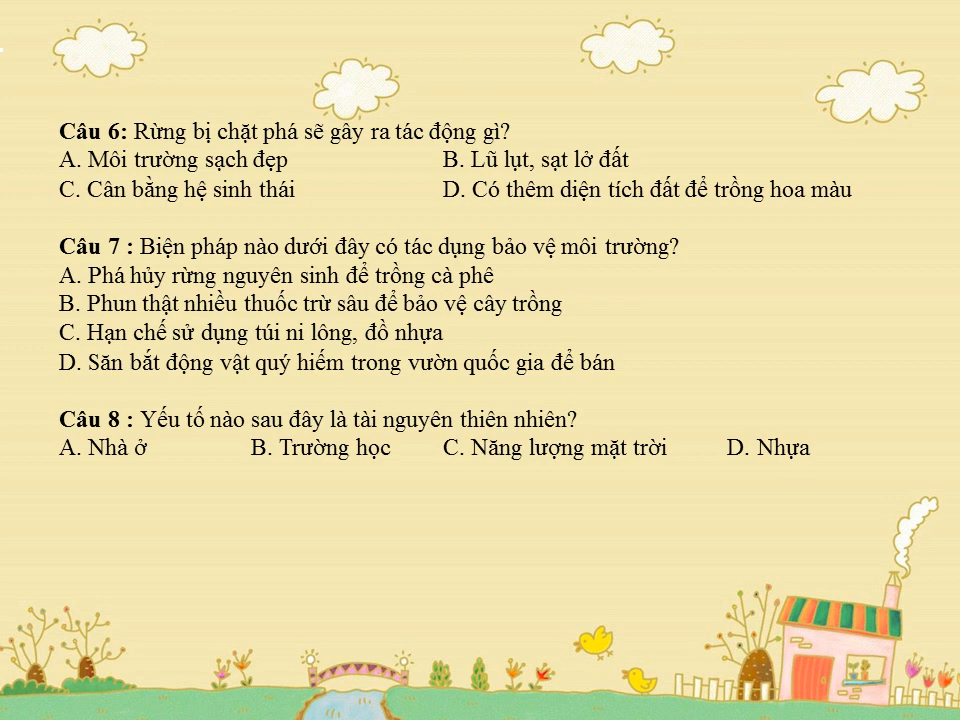 Câu 6: Rừng bị chặt phá sẽ gây ra tác động gì?
A. Môi trường sạch đẹp B. Lũ lụt, sạt lở đất
C. Cân bằng hệ sinh thái D. Có thêm diện tích đất để trồng hoa màu
Câu 7 : Biện pháp nào dưới đây có tác dụng bảo vệ môi trường?
A. Phá hủy rừng nguyên sinh để trồng cà phê
B. Phun thật nhiều thuốc trừ sâu để bảo vệ cây trồng
C. Hạn chế sử dụng túi ni lông, đồ nhựa
D. Săn bắt động vật quý hiếm trong vườn quốc gia để bán
Câu 8 : Yếu tố nào sau đây là tài nguyên thiên nhiên?
A. Nhà ở B. Trường học C. Năng lượng mặt trời D. Nhựa